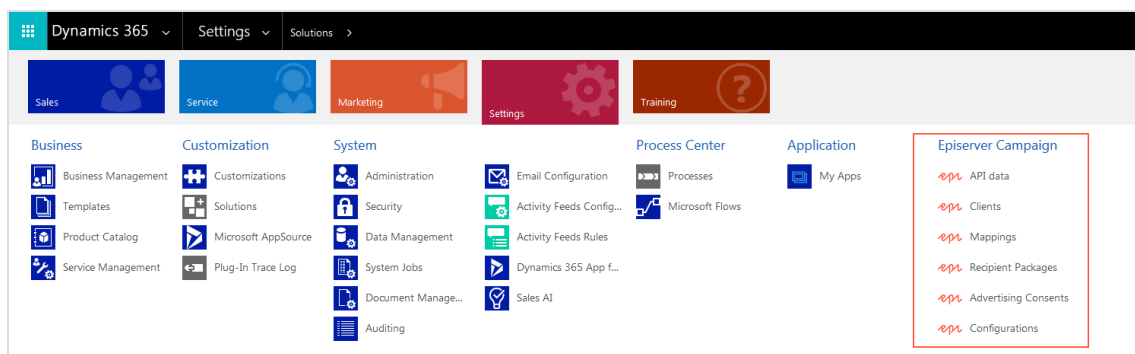 Dynamics 365 Settings Solutions >
Sales Service Marketing Settings Training
Business Customization System Process Center Application Episerver Campaign
Business Management Customizations Administration Email Configuration Processes My Apps API data
Templates Solutions Security Activity Feeds Config... Microsoft Flows Clients
Product Catalog Microsoft AppSource Data Management Activity Feeds Rules Mappings
Service Management Plug-In Trace Log System Jobs Dynamics 365 App f... Recipient Packages
Document Manage... Sales AI Advertising Consents
Auditing Configurations